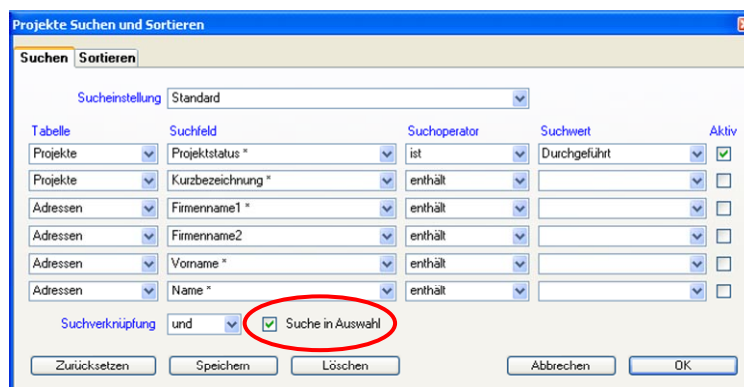 Projekte Suchen und Sortieren
Suchen Sortieren
Sucheinstellung Standard
Tabelle Suchfeld Suchoperator Suchwert Aktiv
Projekte Projektstatus * ist Durchgeführt
Projekte Kurzbezeichnung * enthält
Adressen Firmenname1 * enthält
Adressen Firmenname2 enthält
Adressen Vorname * enthält
Adressen Name * enthält
Suchverknüpfung und Suche in Auswahl
Zurücksetzen Speichern Löschen Abbrechen OK